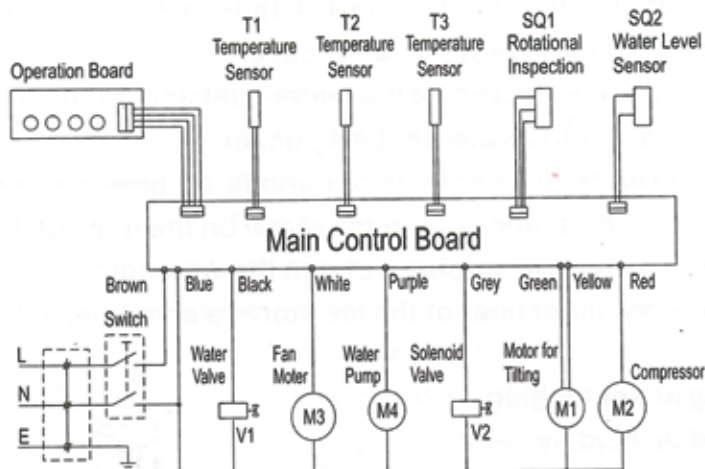 Operation Board
T1
Temperature
Sensor
T2
Temperature
Sensor
T3
Temperature
Sensor
SQ1
Rotational
Inspection
SQ2
Water Level
Sensor
Main Control Board
Brown
Blue
Black
White
Purple
Grey
Green
Yellow
Red
Switch
L
N
E
Water
Valve
V1
Fan
Moter
M3
Water
Pump
M4
Solenoid
Valve
V2
Motor for
Tilting
M1
Compressor
M2